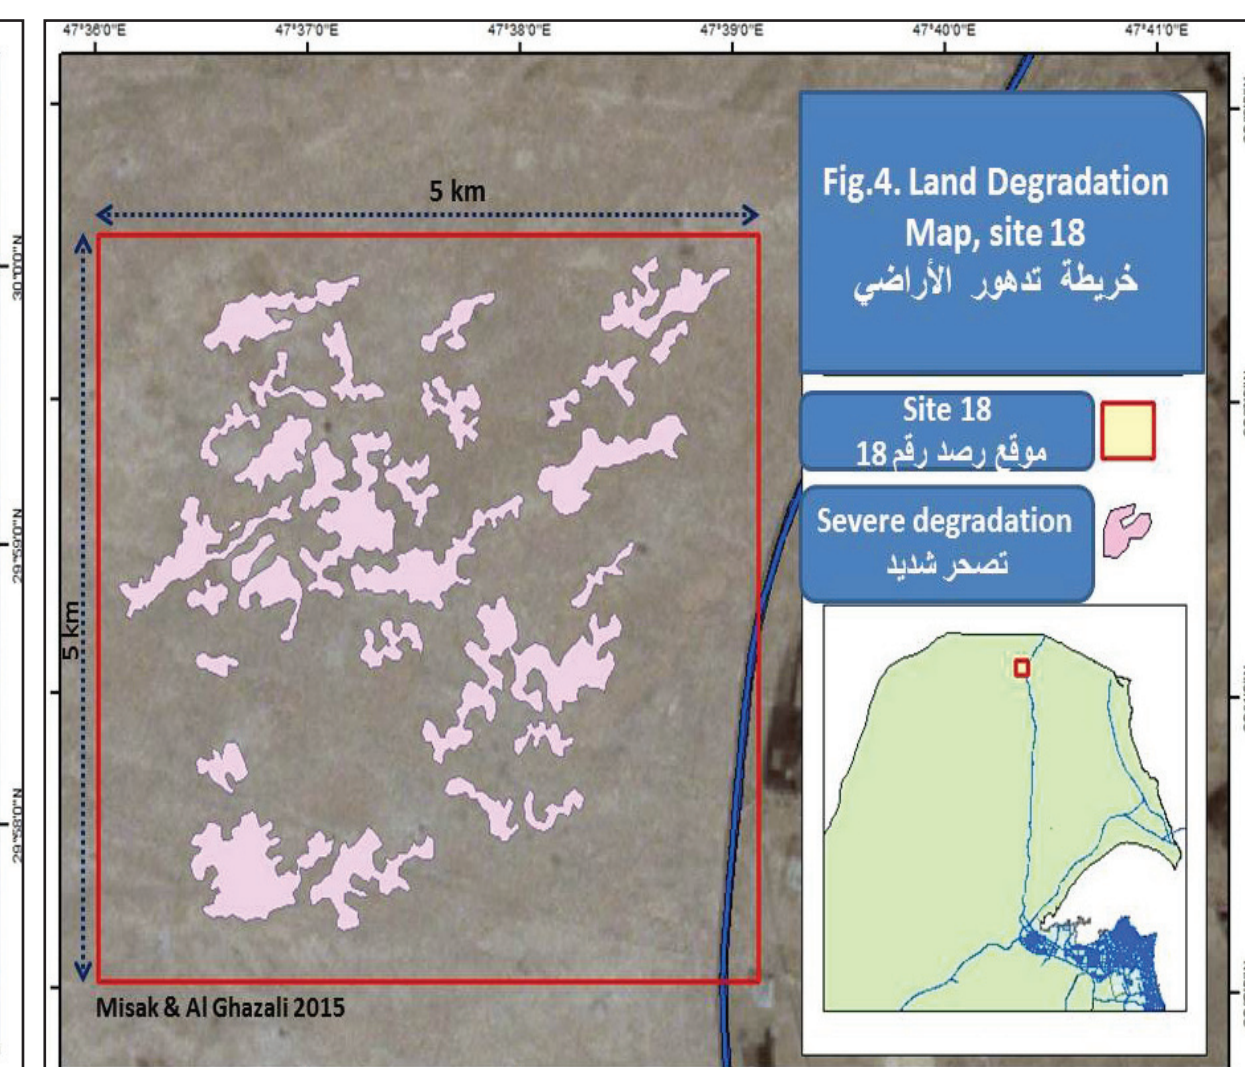 47°36'0"E 47°37'0"E 47°38'0"E 47°39'0"E 47°40'0"E 47°41'0"E
5 km
Fig.4. Land Degradation
Map, site 18
خريطة تدهور الأراضي
30°0'0"N
Site 18
موقع رصد رقم 18
Severe degradation
تصحر شديد
29°59'0"N
5 km
29°58'0"N
Misak & Al Ghazali 2015